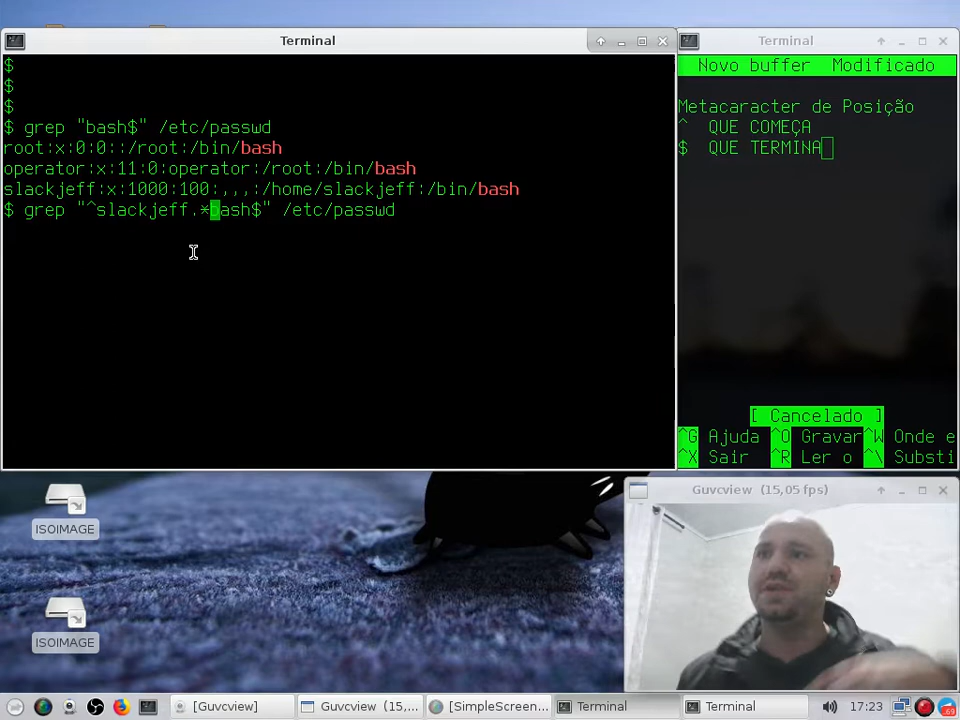 Terminal
$
$
$
$ grep "bash$" /etc/passwd
root:x:0:0::/root:/bin/bash
operator:x:11:0:operator:/root:/bin/bash
slackjeff:x:1000:100:,,,:/home/slackjeff:/bin/bash
$ grep "^slackjeff.*bash$" /etc/passwd
Terminal
Novo buffer Modificado
Metacaracter de Posição
^ QUE COMEÇA
$ QUE TERMINA
[ Cancelado ]
^G Ajuda ^O Gravar ^W Onde e
^X Sair ^R Ler o ^\ Substi
ISOIMAGE
ISOIMAGE
Guvcview (15,05 fps)
[Guvcview]
Guvcview (15,...
[SimpleScreen...
Terminal
Terminal
17:23